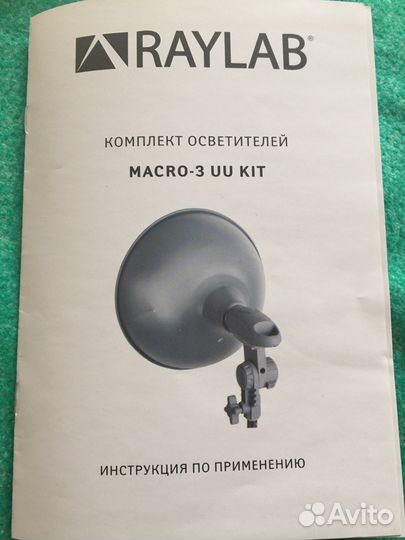 RAYLAB®
КОМПЛЕКТ ОСВЕТИТЕЛЕЙ
MACRO-3 UU KIT
ИНСТРУКЦИЯ ПО ПРИМЕНЕНИЮ
Avito